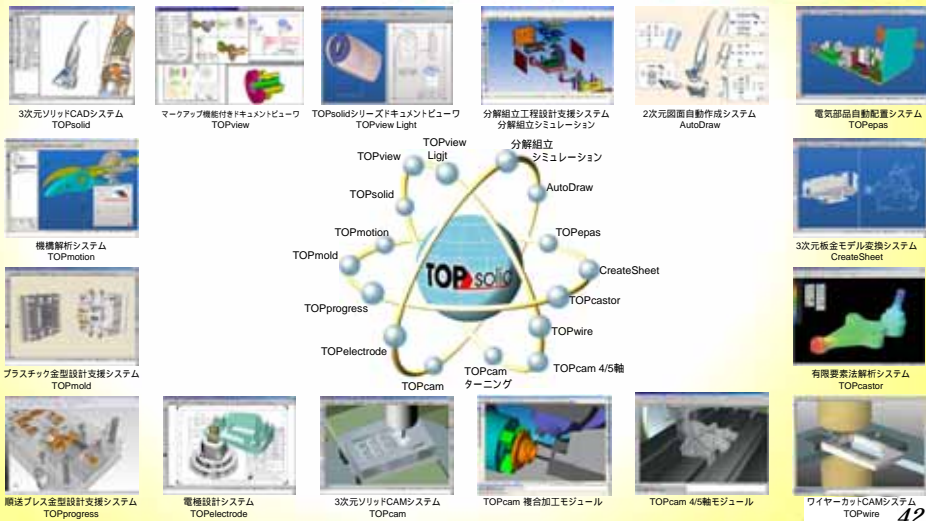 3次元ソリッドCADシステム
TOPsolid
マークアップ機能付きドキュメントビューワ
TOPview
TOPsolidシリーズドキュメントビューワ
TOPview Light
分解組立工程設計支援システム
分解組立シミュレーション
2次元図面自動作成システム
AutoDraw
電気部品自動配置システム
TOPepas
TOPview
TOPview
Ligjt
分解組立
シミュレーション
TOPsolid
AutoDraw
TOPmotion
TOPepas
TOPmold
CreateSheet
TOPprogress
TOPcastor
TOPelectrode
TOPwire
TOPcam
TOPcam
ターニング
TOPcam 4/5軸
TOPsolid
機構解析システム
TOPmotion
3次元板金モデル変換システム
CreateSheet
プラスチック金型設計支援システム
TOPmold
有限要素法解析システム
TOPcastor
順送プレス金型設計支援システム
TOPprogress
電極設計システム
TOPelectrode
3次元ソリッドCAMシステム
TOPcam
TOPcam 複合加工モジュール
TOPcam 4/5軸モジュール
ワイヤーカットCAMシステム
TOPwire
42